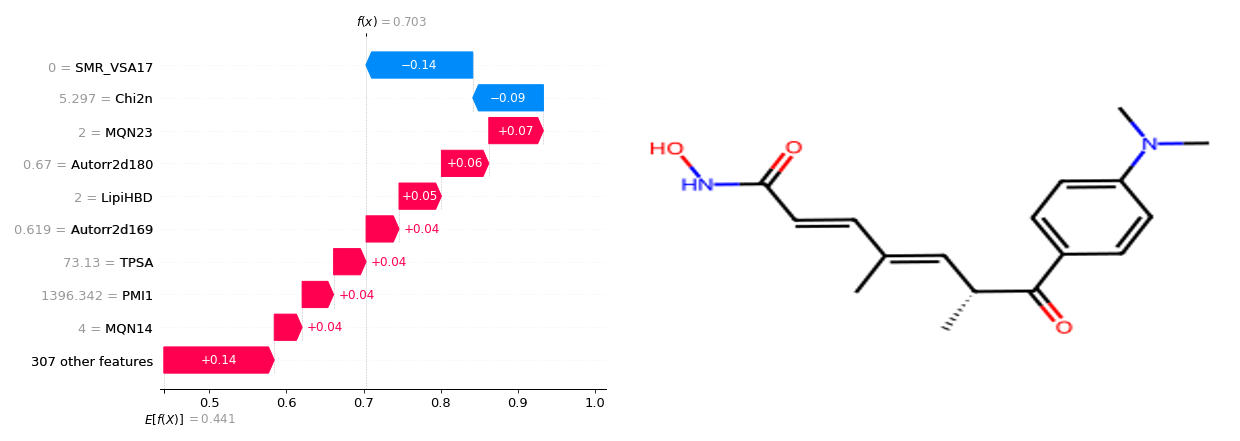 f(x) = 0.703
0 = SMR_VSA17
−0.14
5.297 = Chi2n
−0.09
2 = MQN23
+0.07
0.67 = Autorr2d180
+0.06
2 = LipiHBD
+0.05
0.619 = Autorr2d169
+0.04
73.13 = TPSA
+0.04
1396.342 = PMI1
+0.04
4 = MQN14
+0.04
307 other features
+0.14
0.5 0.6 0.7 0.8 0.9 1.0
E[f(X)] = 0.441
HO
O
HN
N
O